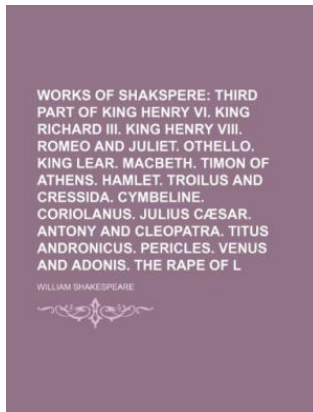 WORKS OF SHAKSPERE; THIRD
PART OF KING HENRY VI. KING
RICHARD III. KING HENRY VIII.
ROMEO AND JULIET. OTHELLO.
KING LEAR. MACBETH. TIMON OF
ATHENS. HAMLET. TROILUS AND
CRESSIDA. CYMBELINE.
CORIOLANUS. JULIUS CÆSAR.
ANTONY AND CLEOPATRA. TITUS
ANDRONICUS. PERICLES. VENUS
AND ADONIS. THE RAPE OF L
WILLIAM SHAKESPEARE